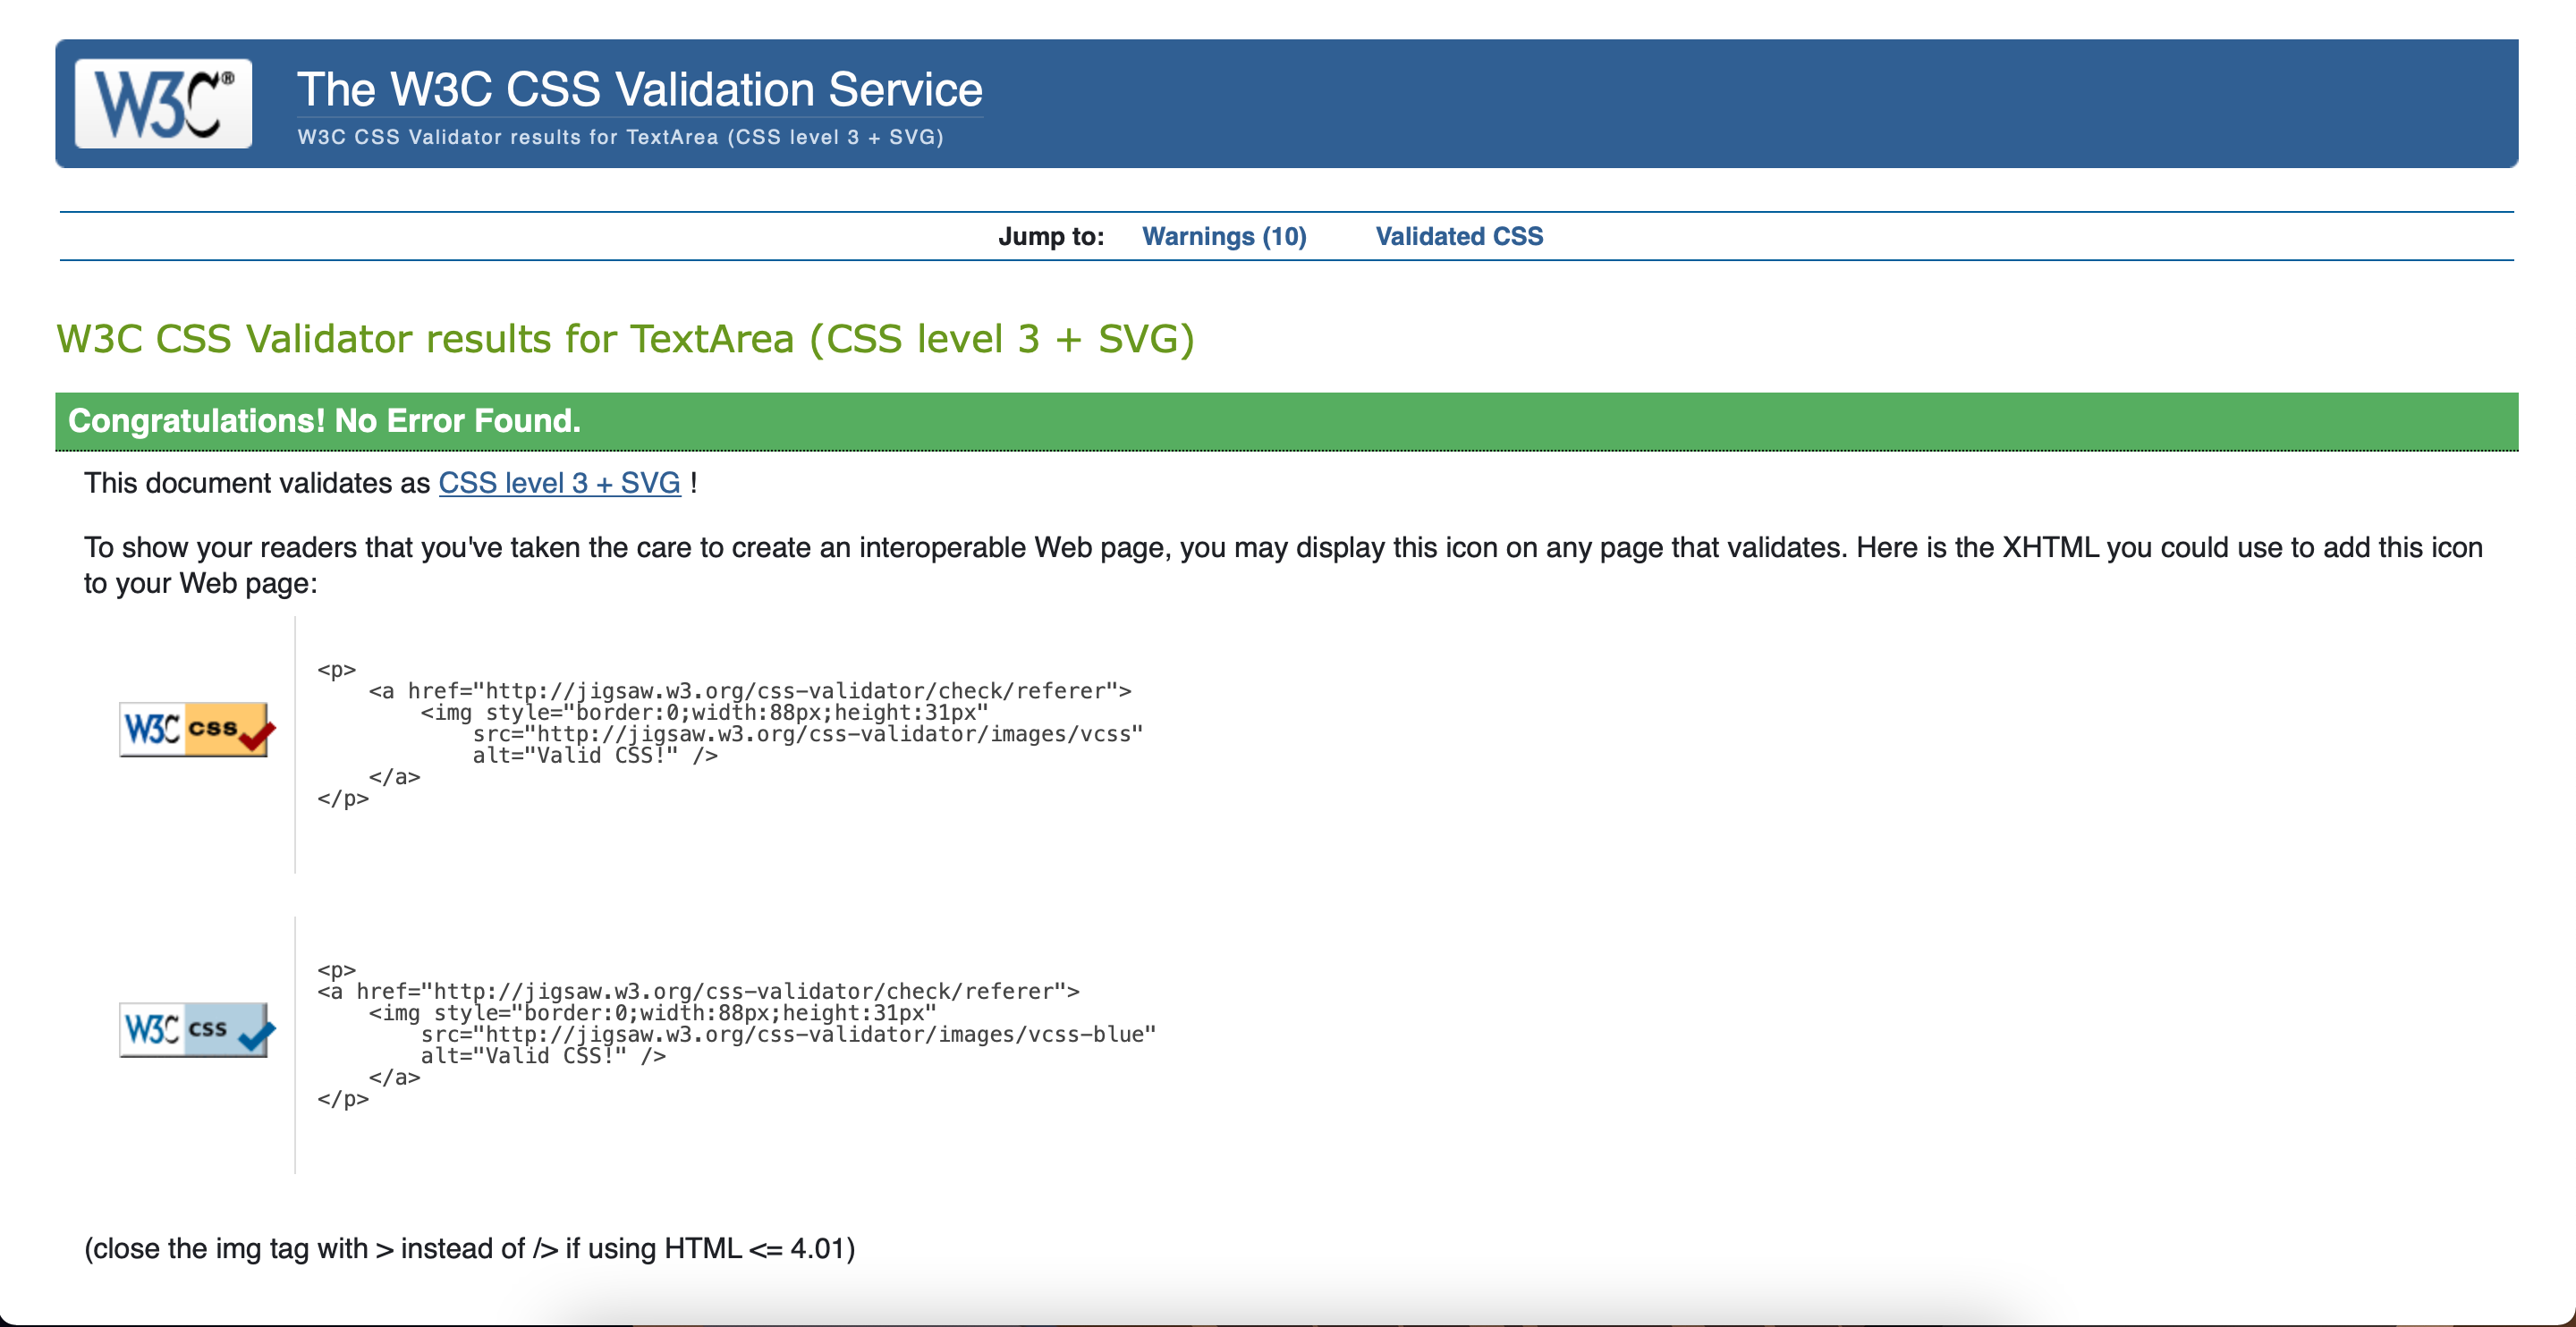 W3C®
The W3C CSS Validation Service
W3C CSS Validator results for TextArea (CSS level 3 + SVG)
Jump to: Warnings (10) Validated CSS
W3C CSS Validator results for TextArea (CSS level 3 + SVG)
Congratulations! No Error Found.
This document validates as CSS level 3 + SVG !
To show your readers that you've taken the care to create an interoperable Web page, you may display this icon on any page that validates. Here is the XHTML you could use to add this icon
to your Web page:
W3C css
<p>
    <a href="http://jigsaw.w3.org/css-validator/check/referer">
        <img style="border:0;width:88px;height:31px"
            src="http://jigsaw.w3.org/css-validator/images/vcss"
            alt="Valid CSS!" />
    </a>
</p>
W3C css
<p>
<a href="http://jigsaw.w3.org/css-validator/check/referer">
    <img style="border:0;width:88px;height:31px"
        src="http://jigsaw.w3.org/css-validator/images/vcss-blue"
        alt="Valid CSS!" />
    </a>
</p>
(close the img tag with > instead of /> if using HTML <= 4.01)